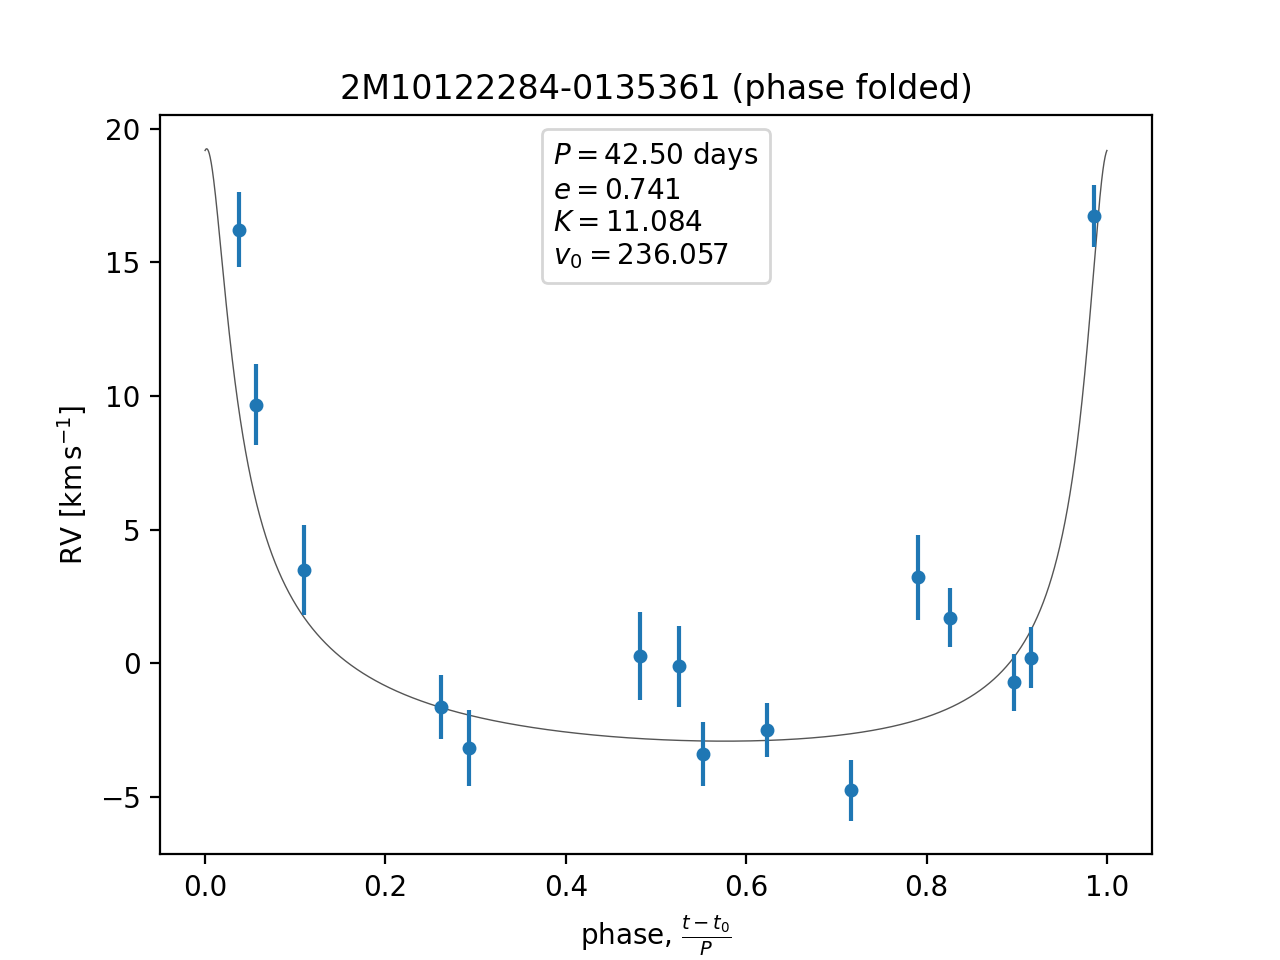 2M10122284-0135361 (phase folded)
P = 42.50 days
e = 0.741
K = 11.084
v₀ = 236.057
RV [km s⁻¹]
20
15
10
5
0
−5
0.0 0.2 0.4 0.6 0.8 1.0
phase, (t − t₀)/P